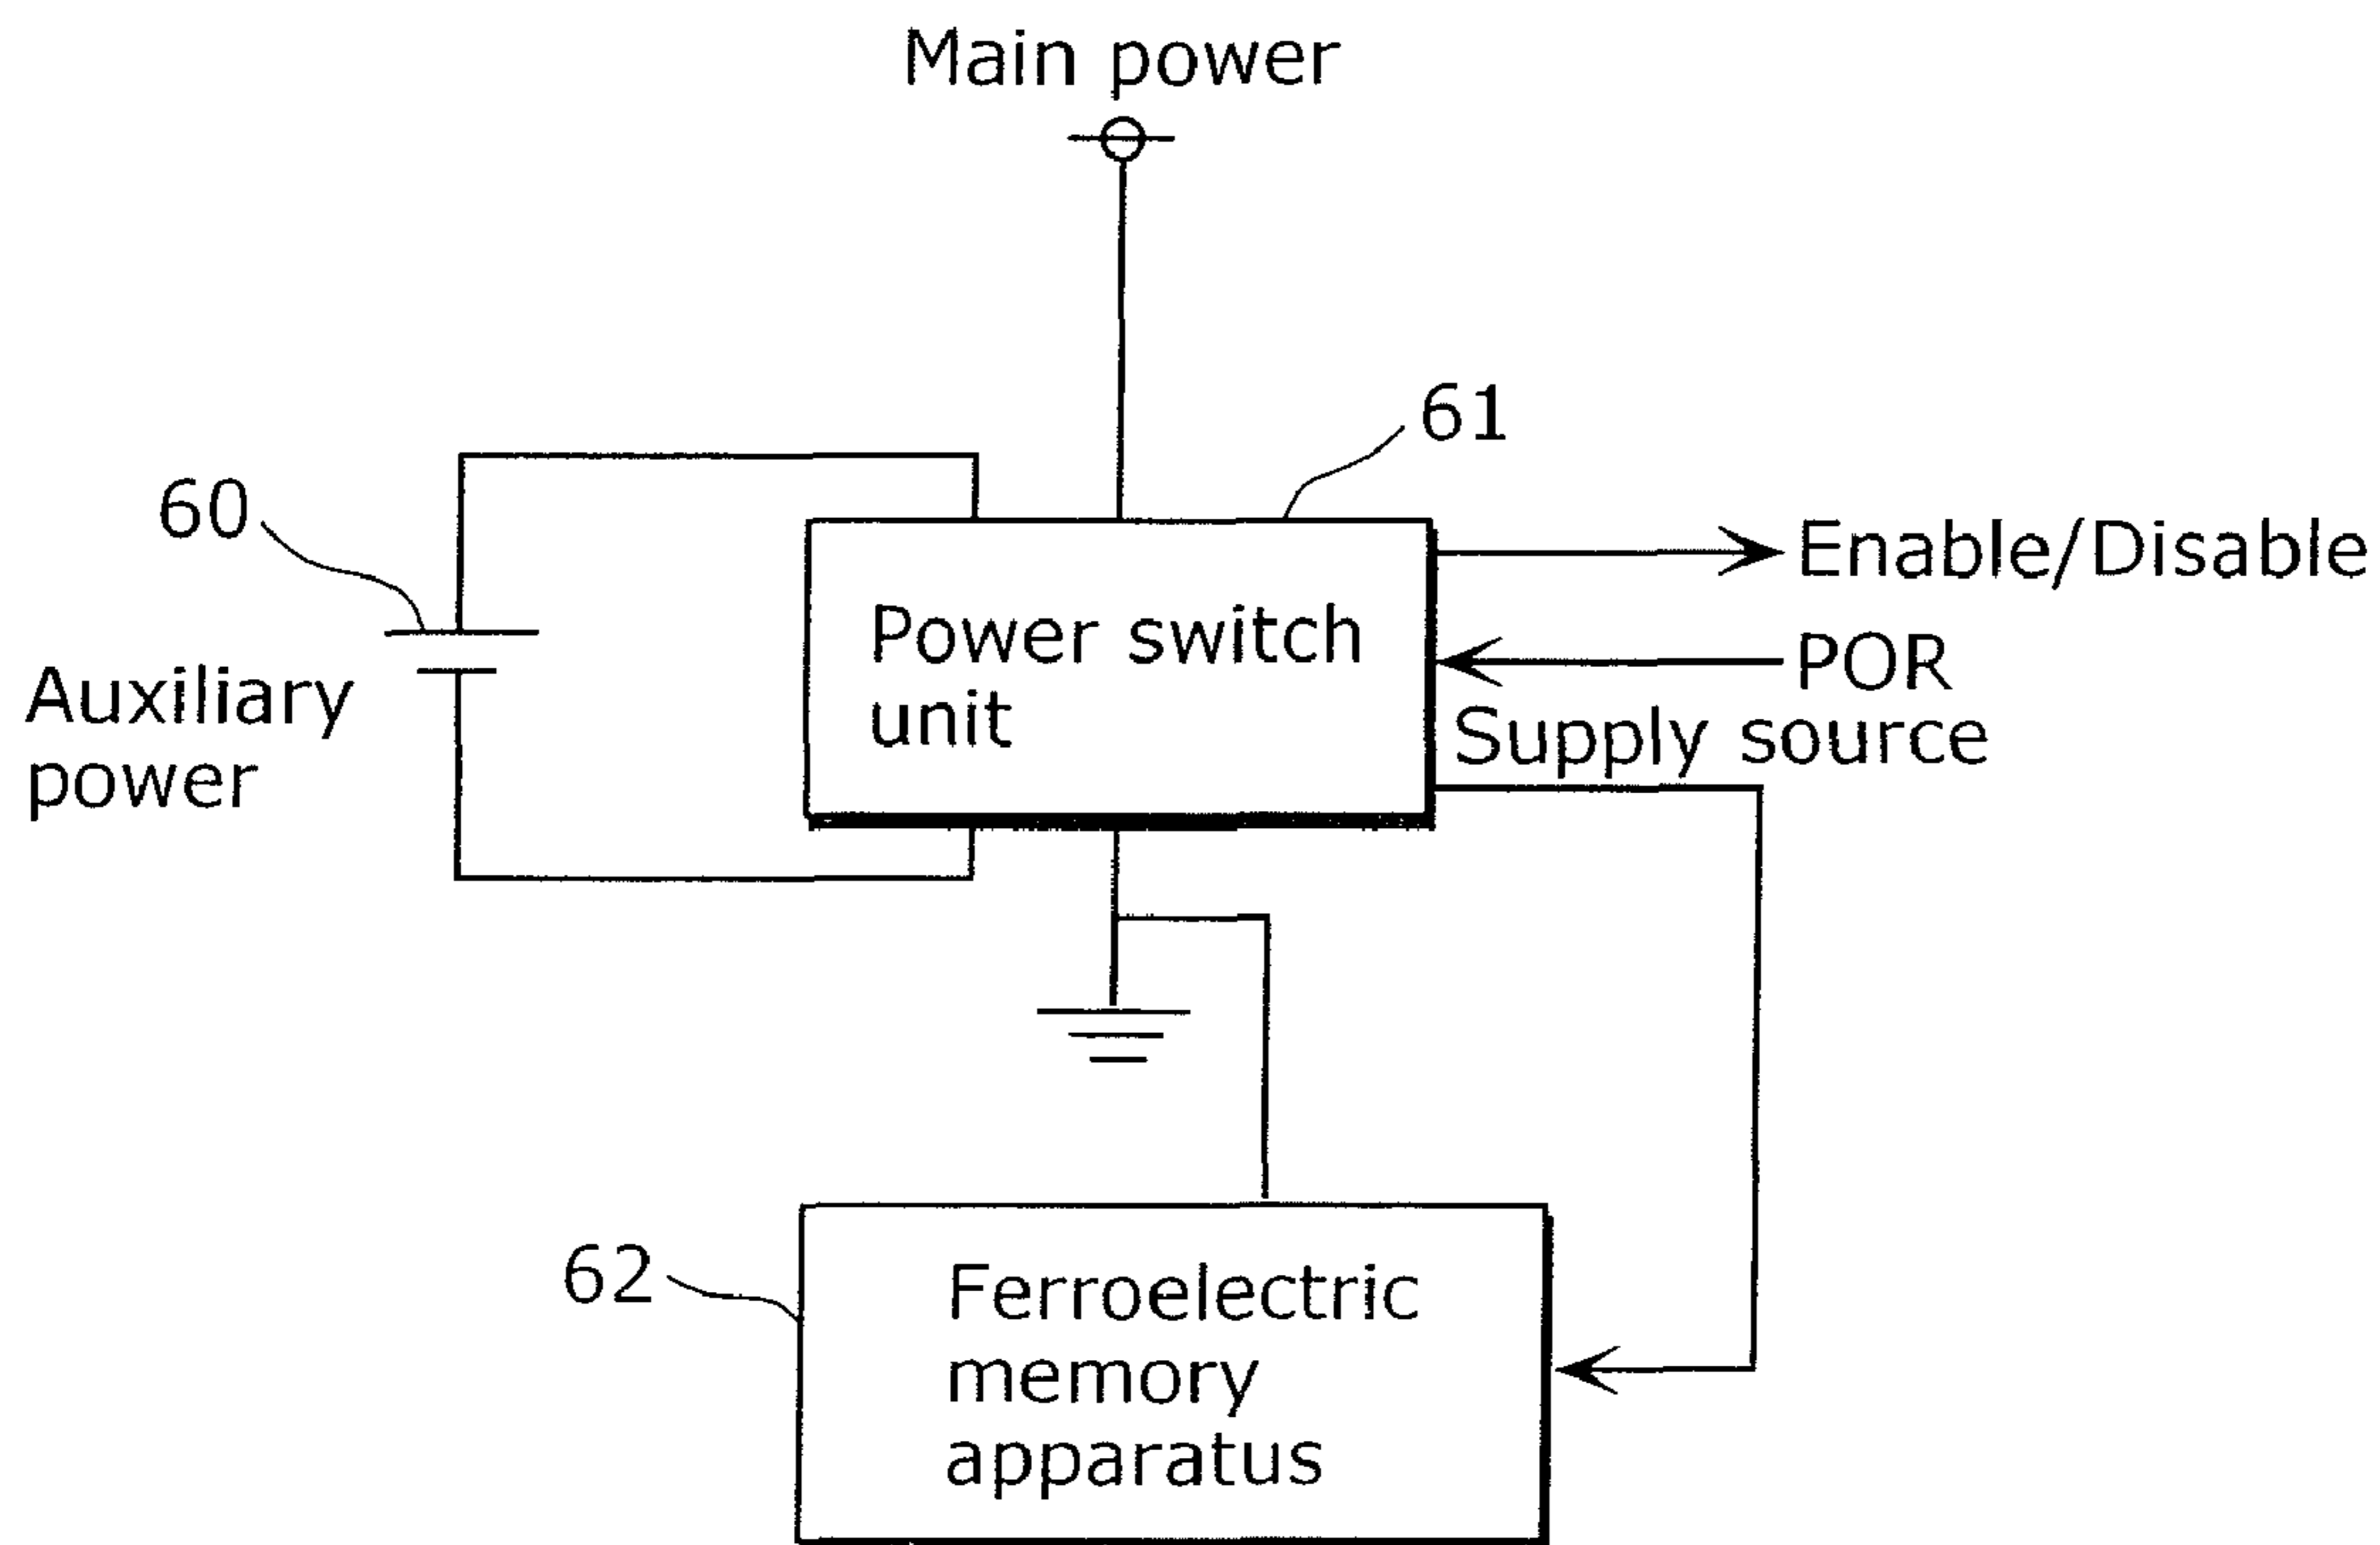 Main power
61
60
Enable/Disable
Power switch
unit
POR
Supply source
Auxiliary
power
62
Ferroelectric
memory
apparatus